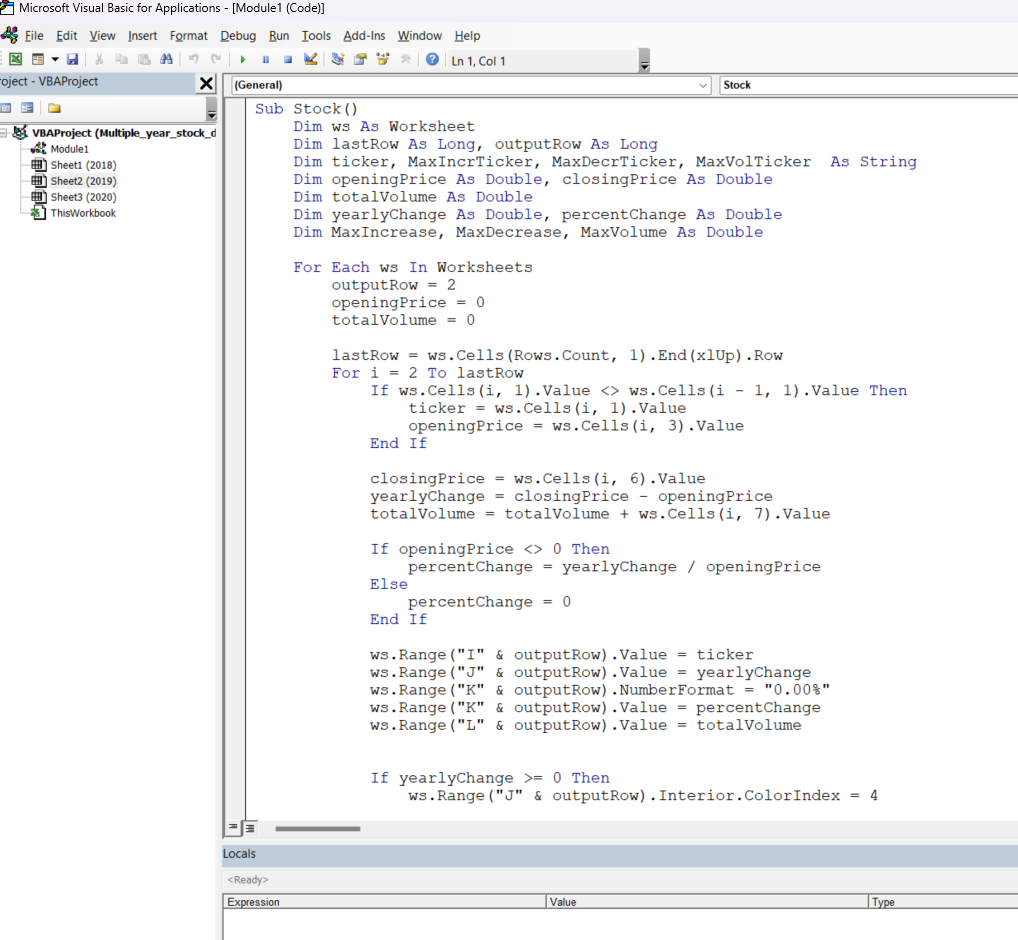 Microsoft Visual Basic for Applications - [Module1 (Code)]
File Edit View Insert Format Debug Run Tools Add-Ins Window Help
Ln 1, Col 1
roject - VBAProject
(General)
Stock
VBAProject (Multiple_year_stock_d
Module1
Sheet1 (2018)
Sheet2 (2019)
Sheet3 (2020)
ThisWorkbook
Sub Stock()
Dim ws As Worksheet
Dim lastRow As Long, outputRow As Long
Dim ticker, MaxIncrTicker, MaxDecrTicker, MaxVolTicker  As String
Dim openingPrice As Double, closingPrice As Double
Dim totalVolume As Double
Dim yearlyChange As Double, percentChange As Double
Dim MaxIncrease, MaxDecrease, MaxVolume As Double
For Each ws In Worksheets
outputRow = 2
openingPrice = 0
totalVolume = 0
lastRow = ws.Cells(Rows.Count, 1).End(xlUp).Row
For i = 2 To lastRow
If ws.Cells(i, 1).Value <> ws.Cells(i - 1, 1).Value Then
ticker = ws.Cells(i, 1).Value
openingPrice = ws.Cells(i, 3).Value
End If
closingPrice = ws.Cells(i, 6).Value
yearlyChange = closingPrice - openingPrice
totalVolume = totalVolume + ws.Cells(i, 7).Value
If openingPrice <> 0 Then
percentChange = yearlyChange / openingPrice
Else
percentChange = 0
End If
ws.Range("I" & outputRow).Value = ticker
ws.Range("J" & outputRow).Value = yearlyChange
ws.Range("K" & outputRow).NumberFormat = "0.00%"
ws.Range("K" & outputRow).Value = percentChange
ws.Range("L" & outputRow).Value = totalVolume
If yearlyChange >= 0 Then
ws.Range("J" & outputRow).Interior.ColorIndex = 4
Locals
<Ready>
Expression Value Type